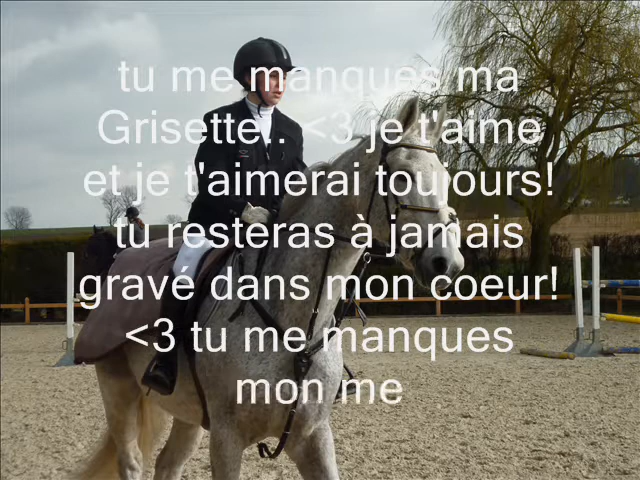 tu me manques ma
Grisette.. <3 je t'aime
et je t'aimerai toujours!
tu resteras à jamais
gravé dans mon coeur!
<3 tu me manques
mon me